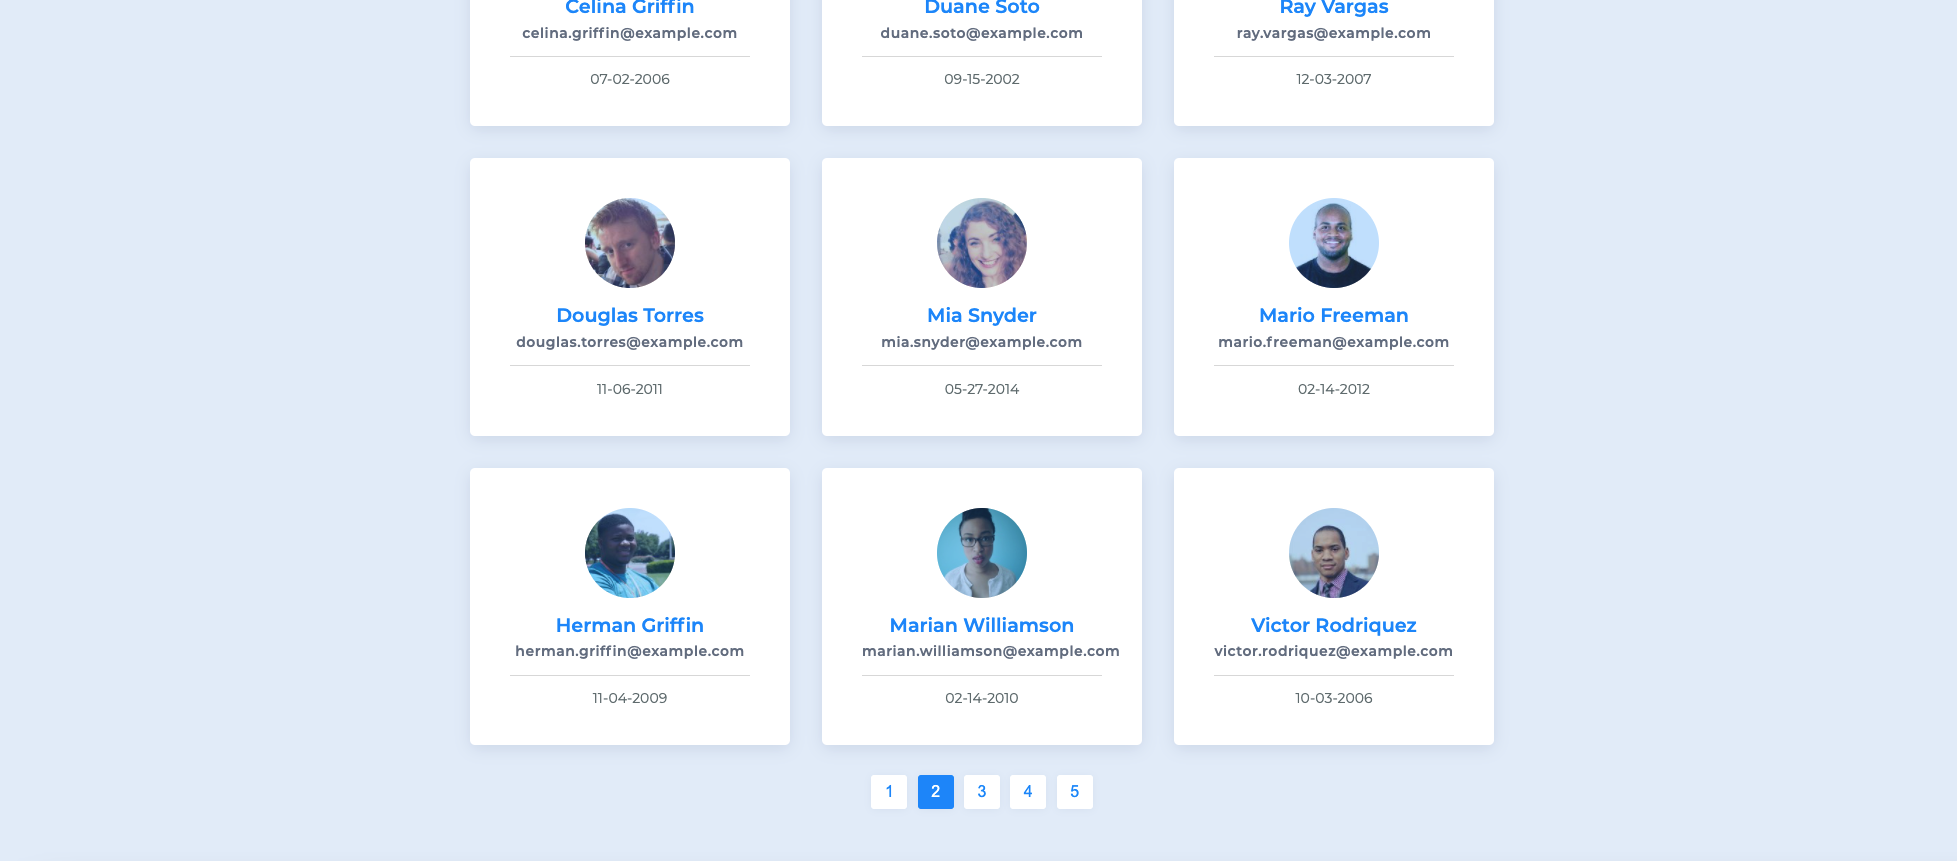 Celina Griffin
celina.griffin@example.com
07-02-2006
Duane Soto
duane.soto@example.com
09-15-2002
Ray Vargas
ray.vargas@example.com
12-03-2007
Douglas Torres
douglas.torres@example.com
11-06-2011
Mia Snyder
mia.snyder@example.com
05-27-2014
Mario Freeman
mario.freeman@example.com
02-14-2012
Herman Griffin
herman.griffin@example.com
11-04-2009
Marian Williamson
marian.williamson@example.com
02-14-2010
Victor Rodriquez
victor.rodriquez@example.com
10-03-2006
1 2 3 4 5